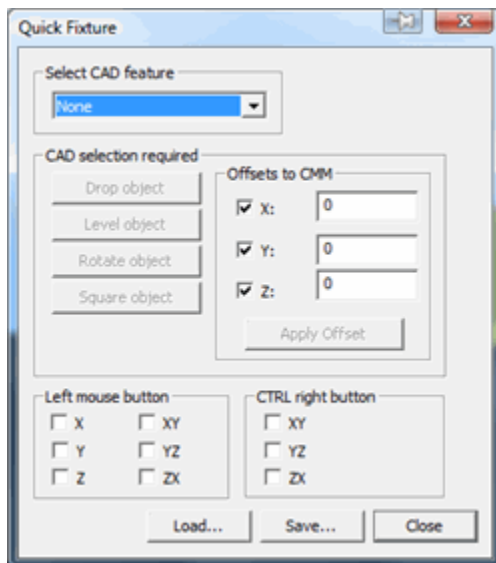 Quick Fixture
Select CAD feature
None
CAD selection required
Drop object
Level object
Rotate object
Square object
Offsets to CMM
X: 0
Y: 0
Z: 0
Apply Offset
Left mouse button
X XY
Y YZ
Z ZX
CTRL right button
XY
YZ
ZX
Load... Save... Close